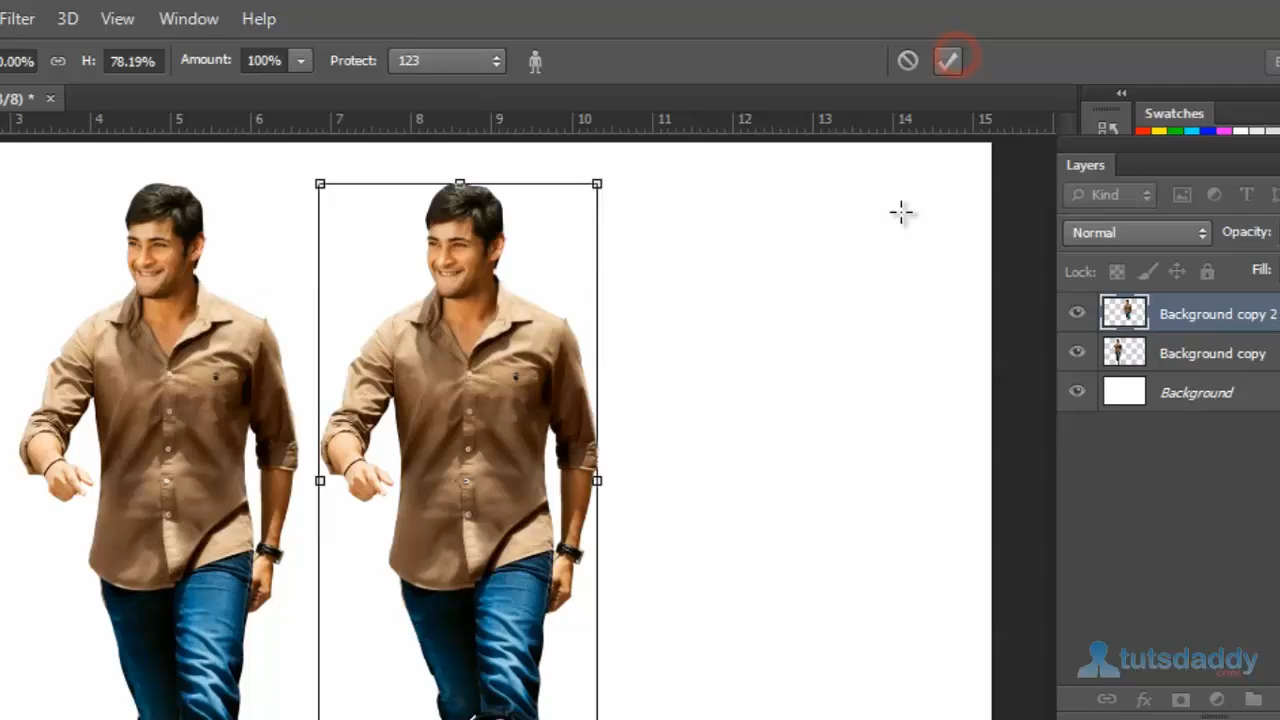 Filter 3D View Window Help
0.00% H: 78.19% Amount: 100% Protect: 123
3/8) * ×
3 4 5 6 7 8 9 10 11 12 13 14 15
Swatches
Layers
Kind T
Normal Opacity:
Lock: Fill:
Background copy 2
Background copy
Background
tutsdaddy
.com
fx